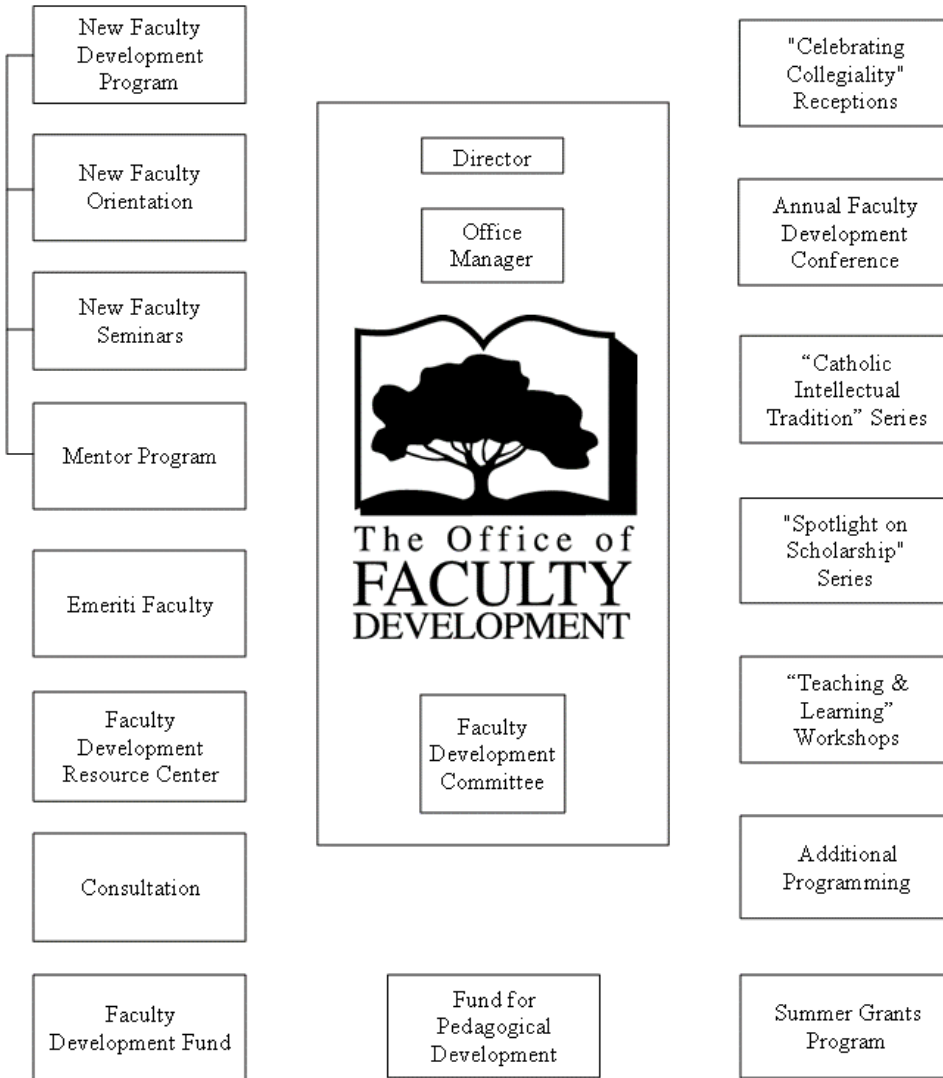 New Faculty
Development
Program
New Faculty
Orientation
New Faculty
Seminars
Mentor Program
Emeriti Faculty
Faculty
Development
Resource Center
Consultation
Faculty
Development Fund
Director
Office
Manager
The Office of
FACULTY
DEVELOPMENT
Faculty
Development
Committee
Fund for
Pedagogical
Development
"Celebrating
Collegiality"
Receptions
Annual Faculty
Development
Conference
“Catholic
Intellectual
Tradition” Series
"Spotlight on
Scholarship"
Series
“Teaching &
Learning”
Workshops
Additional
Programming
Summer Grants
Program